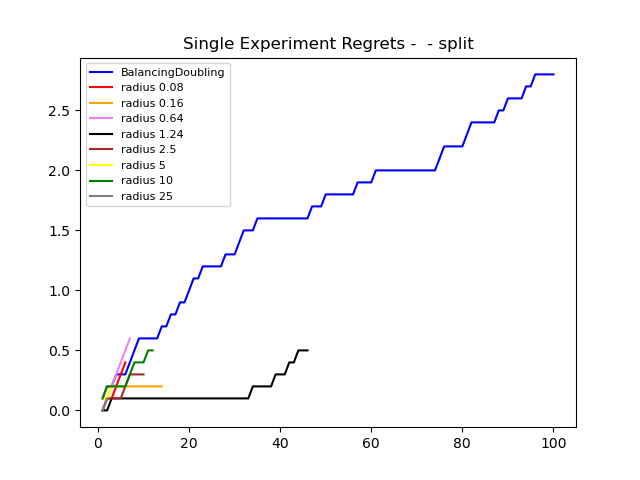 Single Experiment Regrets -  - split
BalancingDoubling
radius 0.08
radius 0.16
radius 0.64
radius 1.24
radius 2.5
radius 5
radius 10
radius 25
2.5
2.0
1.5
1.0
0.5
0.0
0 20 40 60 80 100